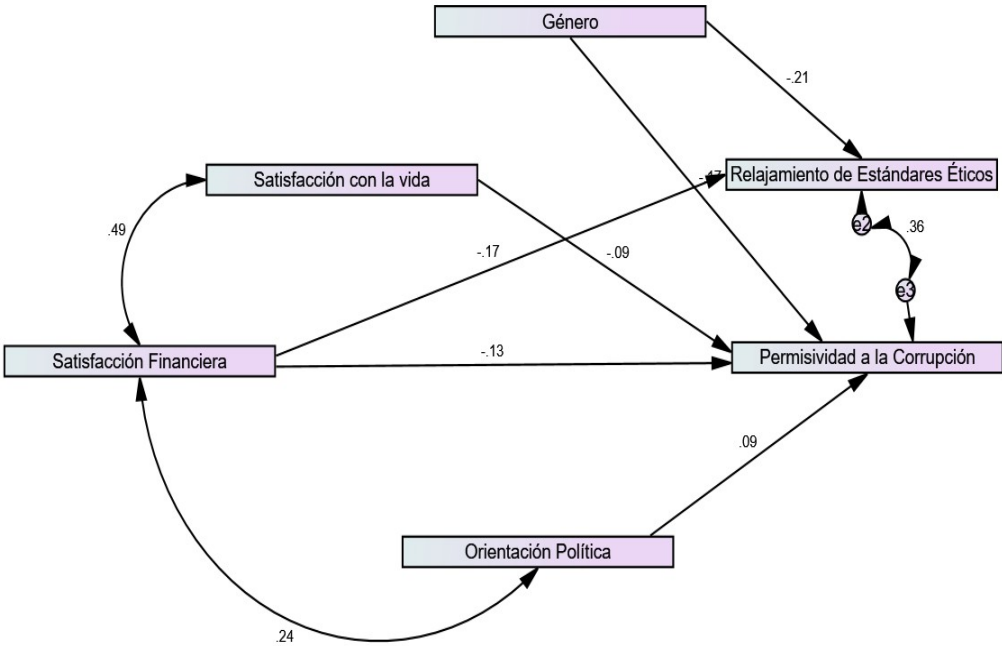 Género
-.21
Relajamiento de Estándares Éticos
Satisfacción con la vida
e2
.36
.49
-.17
-.09
e3
Satisfacción Financiera
-.13
Permisividad a la Corrupción
.09
Orientación Política
.24